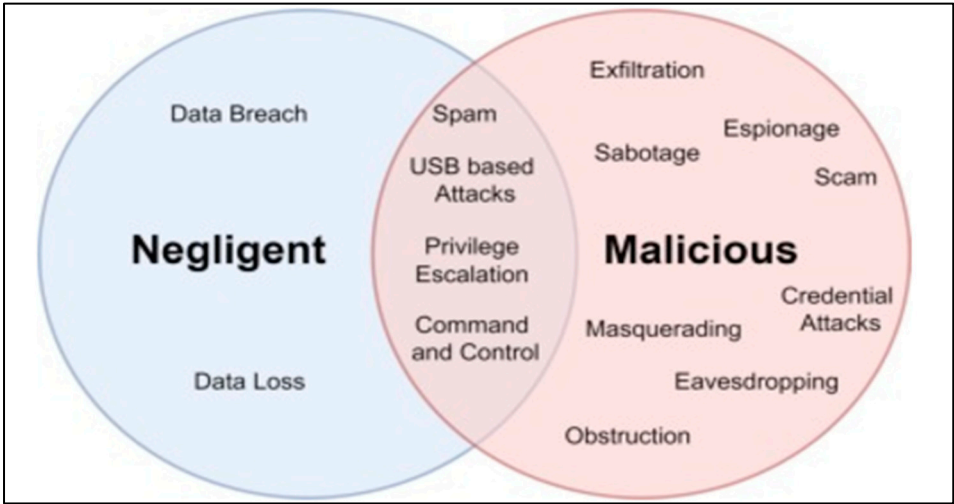 Data Breach
Negligent
Data Loss
Spam
USB based
Attacks
Privilege
Escalation
Command
and Control
Exfiltration
Espionage
Sabotage
Scam
Malicious
Credential
Attacks
Masquerading
Eavesdropping
Obstruction